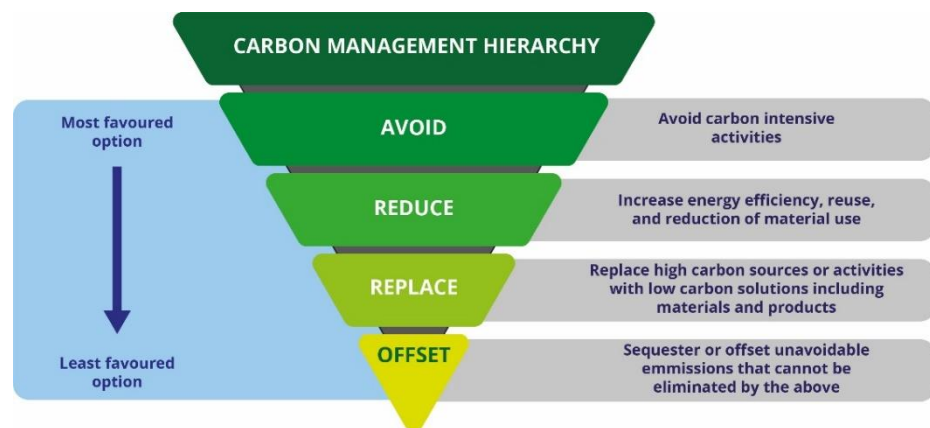 CARBON MANAGEMENT HIERARCHY
Most favoured
option
AVOID
Avoid carbon intensive
activities
REDUCE
Increase energy efficiency, reuse,
and reduction of material use
REPLACE
Replace high carbon sources or activities
with low carbon solutions including
materials and products
Least favoured
option
OFFSET
Sequester or offset unavoidable
emmissions that cannot be
eliminated by the above